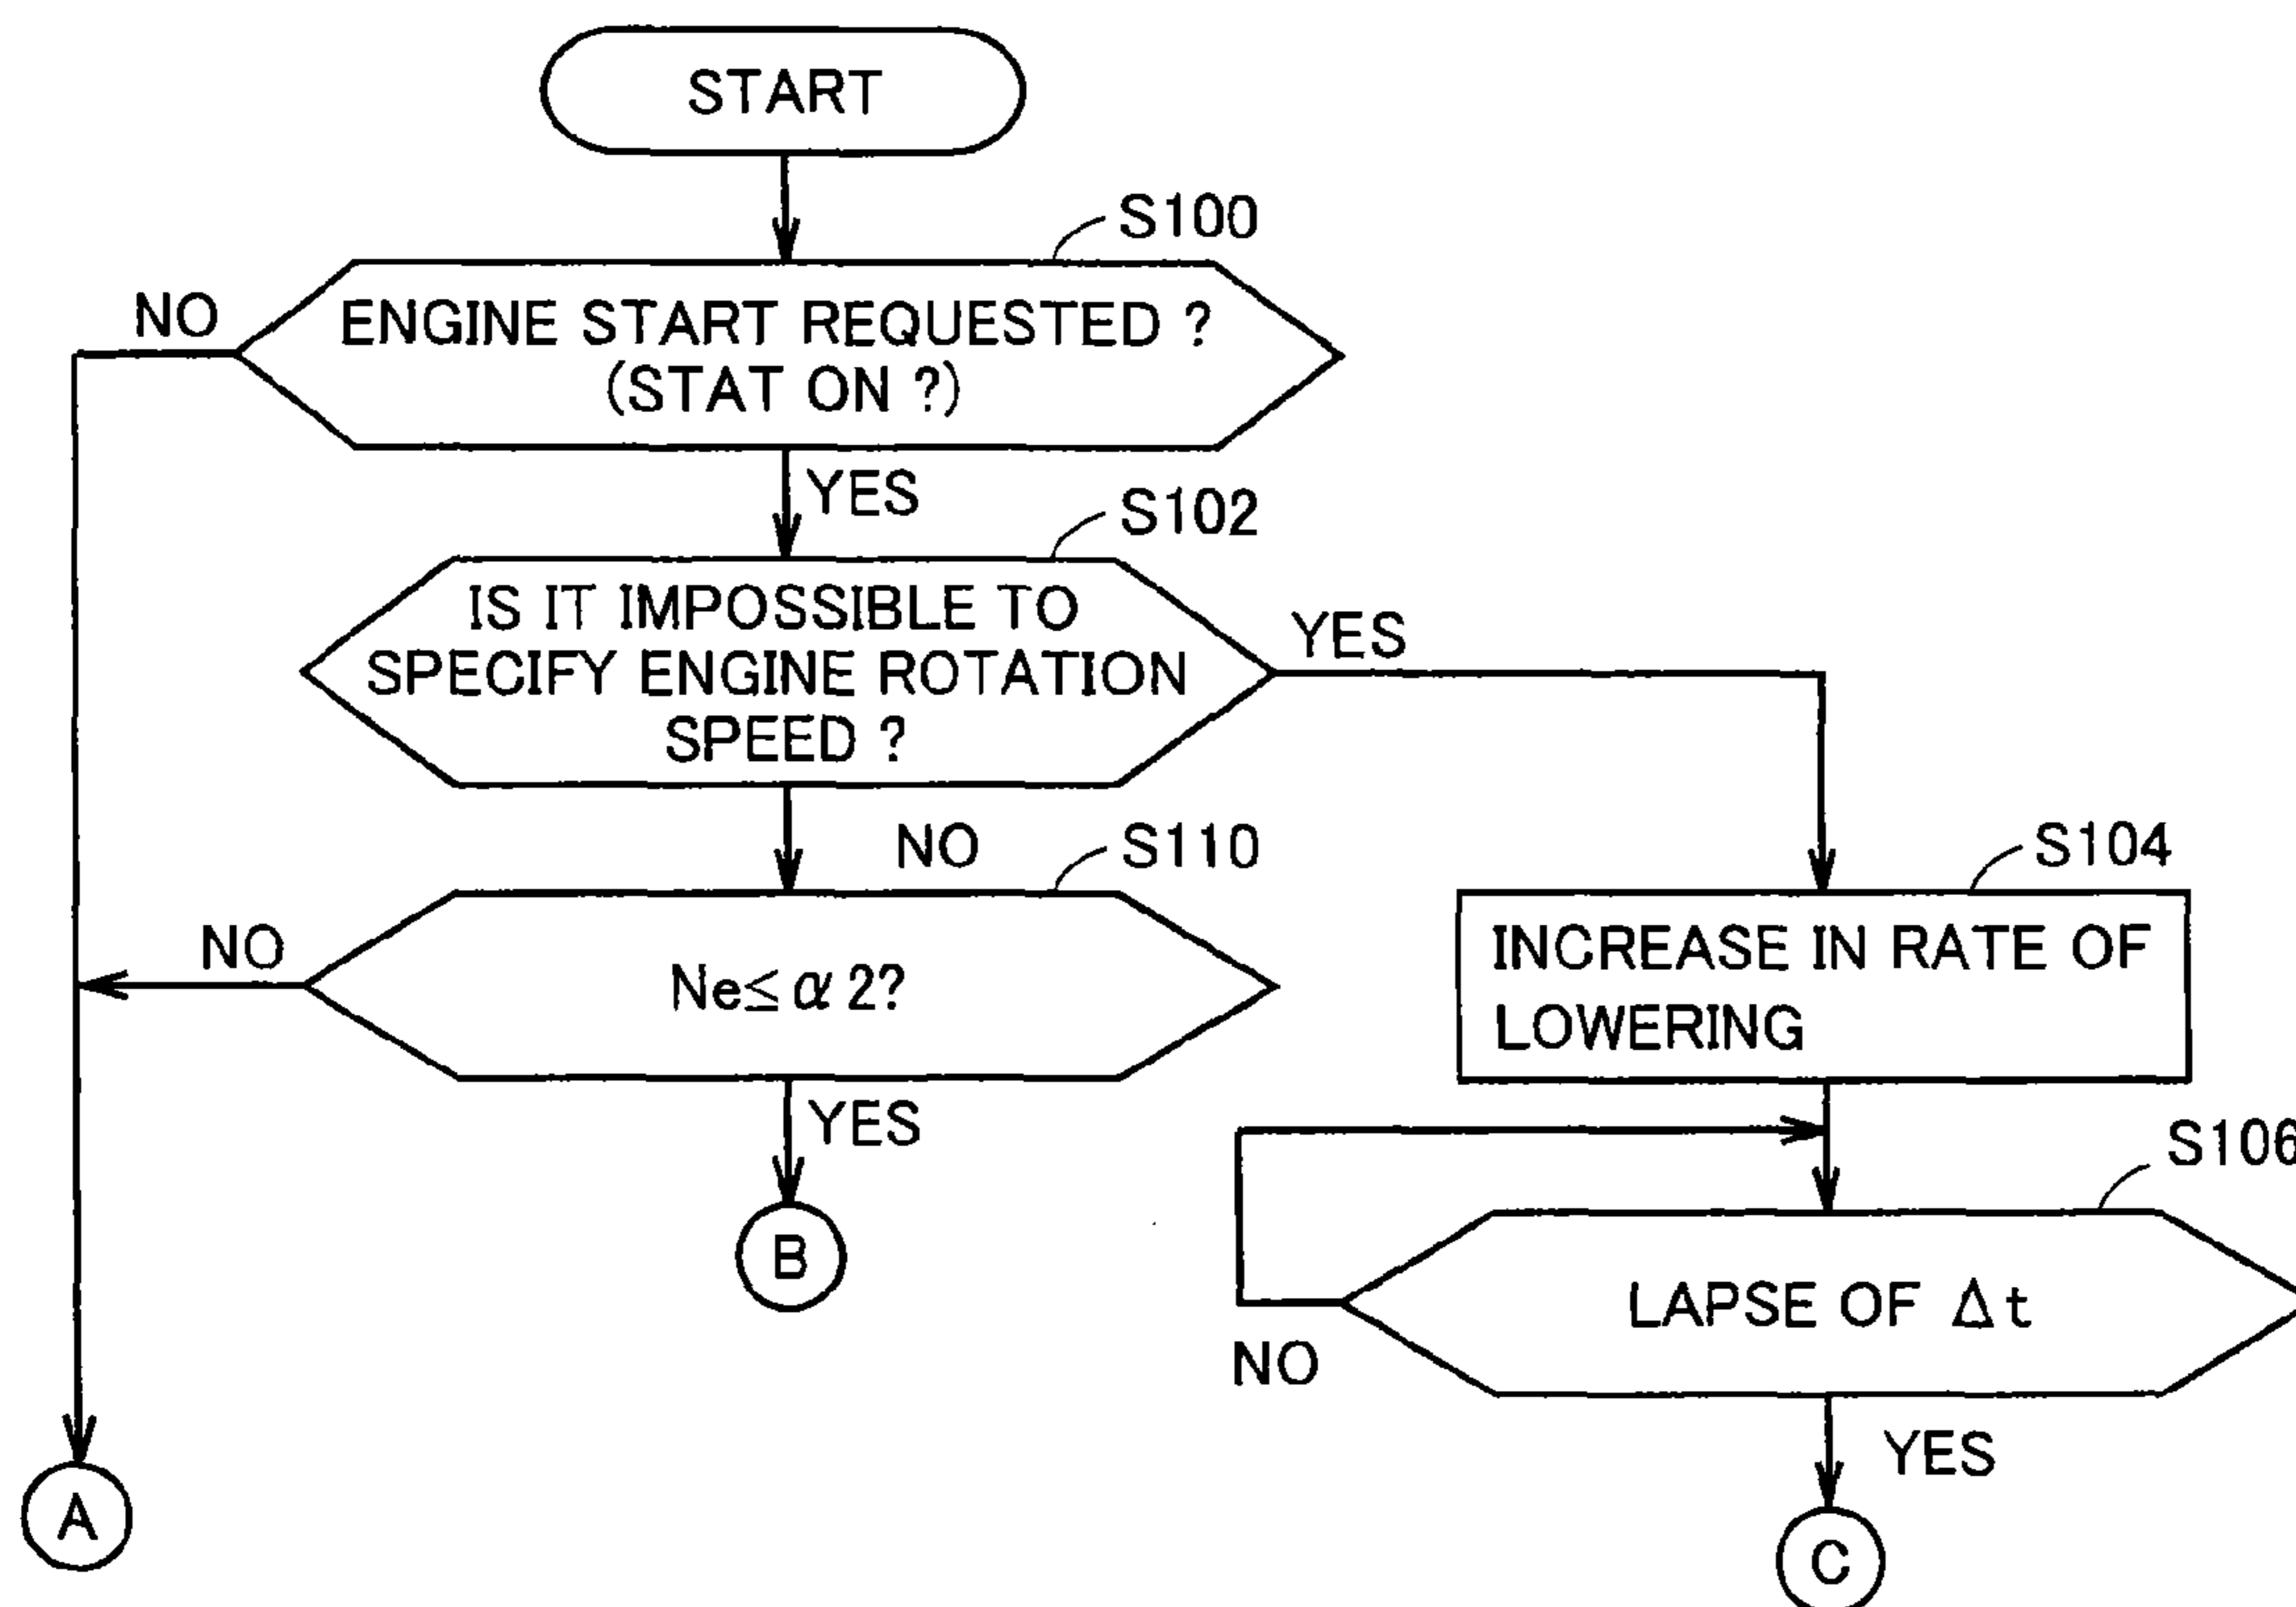 START
S100
NO
ENGINE START REQUESTED ?
(STAT ON ?)
YES
S102
IS IT IMPOSSIBLE TO
SPECIFY ENGINE ROTATION
SPEED ?
YES
NO
S110
S104
NO
Ne≦α2?
INCREASE IN RATE OF
LOWERING
YES
S106
B
LAPSE OF Δt
NO
YES
A
C